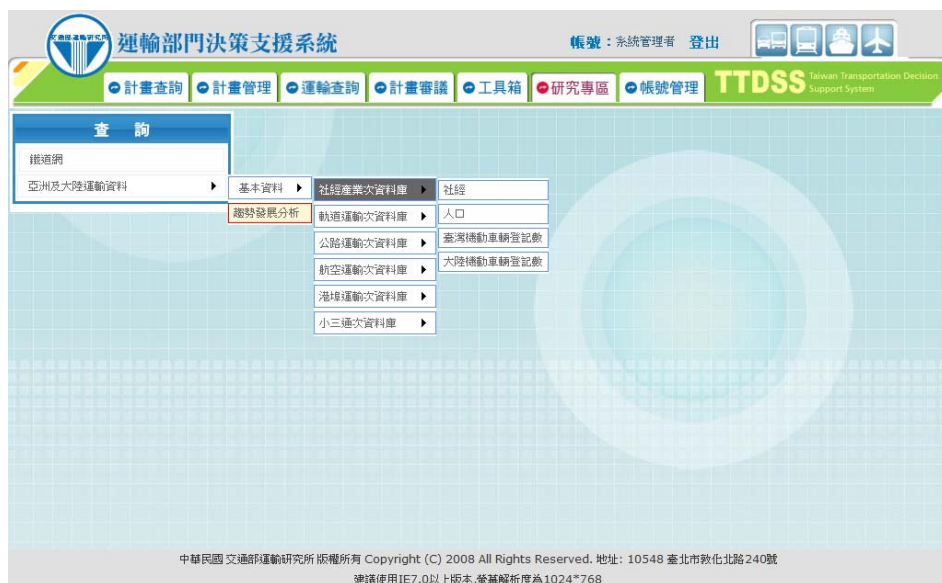 交通部運輸研究所
運輸部門決策支援系統
帳號：系統管理者 登出
計畫查詢 計畫管理 運輸查詢 計畫審議 工具箱 研究專區 帳號管理
TTDSS Taiwan Transportation Decision
Support System
查 詢
鐵道網
亞洲及大陸運輸資料
基本資料
趨勢發展分析
社經產業次資料庫
軌道運輸次資料庫
公路運輸次資料庫
航空運輸次資料庫
港埠運輸次資料庫
小三通次資料庫
社經
人口
臺灣機動車輛登記數
大陸機動車輛登記數
中華民國 交通部運輸研究所 版權所有 Copyright (C) 2008 All Rights Reserved. 地址: 10548 臺北市敦化北路240號
建議使用IE7.0以上版本,螢幕解析度為1024*768